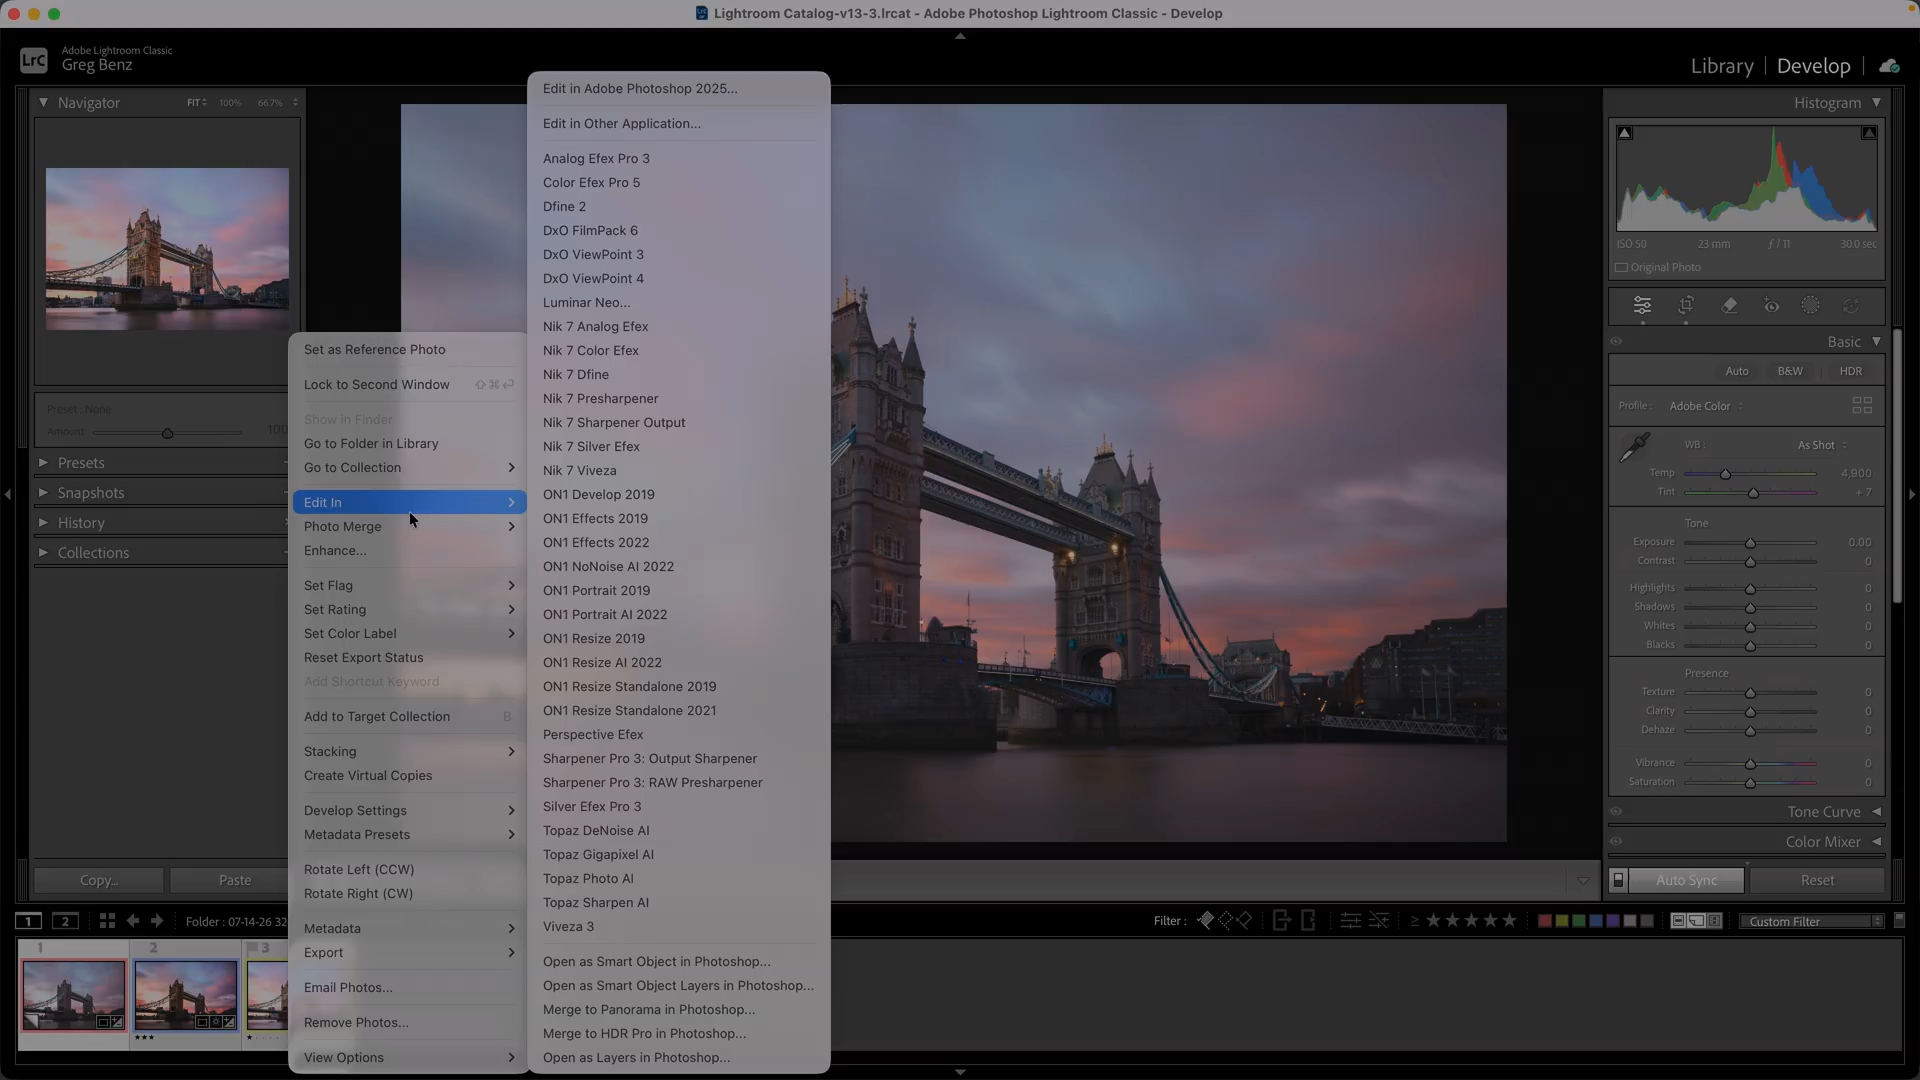 Lightroom Catalog-v13-3.lrcat - Adobe Photoshop Lightroom Classic - Develop
LrC
Adobe Lightroom Classic
Greg Benz
Library
Develop
Navigator
FIT
100%
66.7%
Preset : None
Amount
100
Presets
Snapshots
History
Collections
Copy...
Paste
Set as Reference Photo
Lock to Second Window ⇧⌘⏎
Show in Finder
Go to Folder in Library
Go to Collection
Edit In
Photo Merge
Enhance...
Set Flag
Set Rating
Set Color Label
Reset Export Status
Add Shortcut Keyword
Add to Target Collection B
Stacking
Create Virtual Copies
Develop Settings
Metadata Presets
Rotate Left (CCW)
Rotate Right (CW)
Metadata
Export
Email Photos...
Remove Photos...
View Options
Edit in Adobe Photoshop 2025...
Edit in Other Application...
Analog Efex Pro 3
Color Efex Pro 5
Dfine 2
DxO FilmPack 6
DxO ViewPoint 3
DxO ViewPoint 4
Luminar Neo...
Nik 7 Analog Efex
Nik 7 Color Efex
Nik 7 Dfine
Nik 7 Presharpener
Nik 7 Sharpener Output
Nik 7 Silver Efex
Nik 7 Viveza
ON1 Develop 2019
ON1 Effects 2019
ON1 Effects 2022
ON1 NoNoise AI 2022
ON1 Portrait 2019
ON1 Portrait AI 2022
ON1 Resize 2019
ON1 Resize AI 2022
ON1 Resize Standalone 2019
ON1 Resize Standalone 2021
Perspective Efex
Sharpener Pro 3: Output Sharpener
Sharpener Pro 3: RAW Presharpener
Silver Efex Pro 3
Topaz DeNoise AI
Topaz Gigapixel AI
Topaz Photo AI
Topaz Sharpen AI
Viveza 3
Open as Smart Object in Photoshop...
Open as Smart Object Layers in Photoshop...
Merge to Panorama in Photoshop...
Merge to HDR Pro in Photoshop...
Open as Layers in Photoshop...
Histogram
ISO 50
23 mm
ƒ / 11
30.0 sec
Original Photo
Basic
Auto
B&W
HDR
Profile : Adobe Color
WB : As Shot
Temp 4,900
Tint + 7
Tone
Exposure 0.00
Contrast 0
Highlights 0
Shadows 0
Whites 0
Blacks 0
Presence
Texture 0
Clarity 0
Dehaze 0
Vibrance 0
Saturation 0
Tone Curve
Color Mixer
Auto Sync
Reset
1
2
Folder : 07-14-26 32
Filter :
≥
Custom Filter
1
2
3